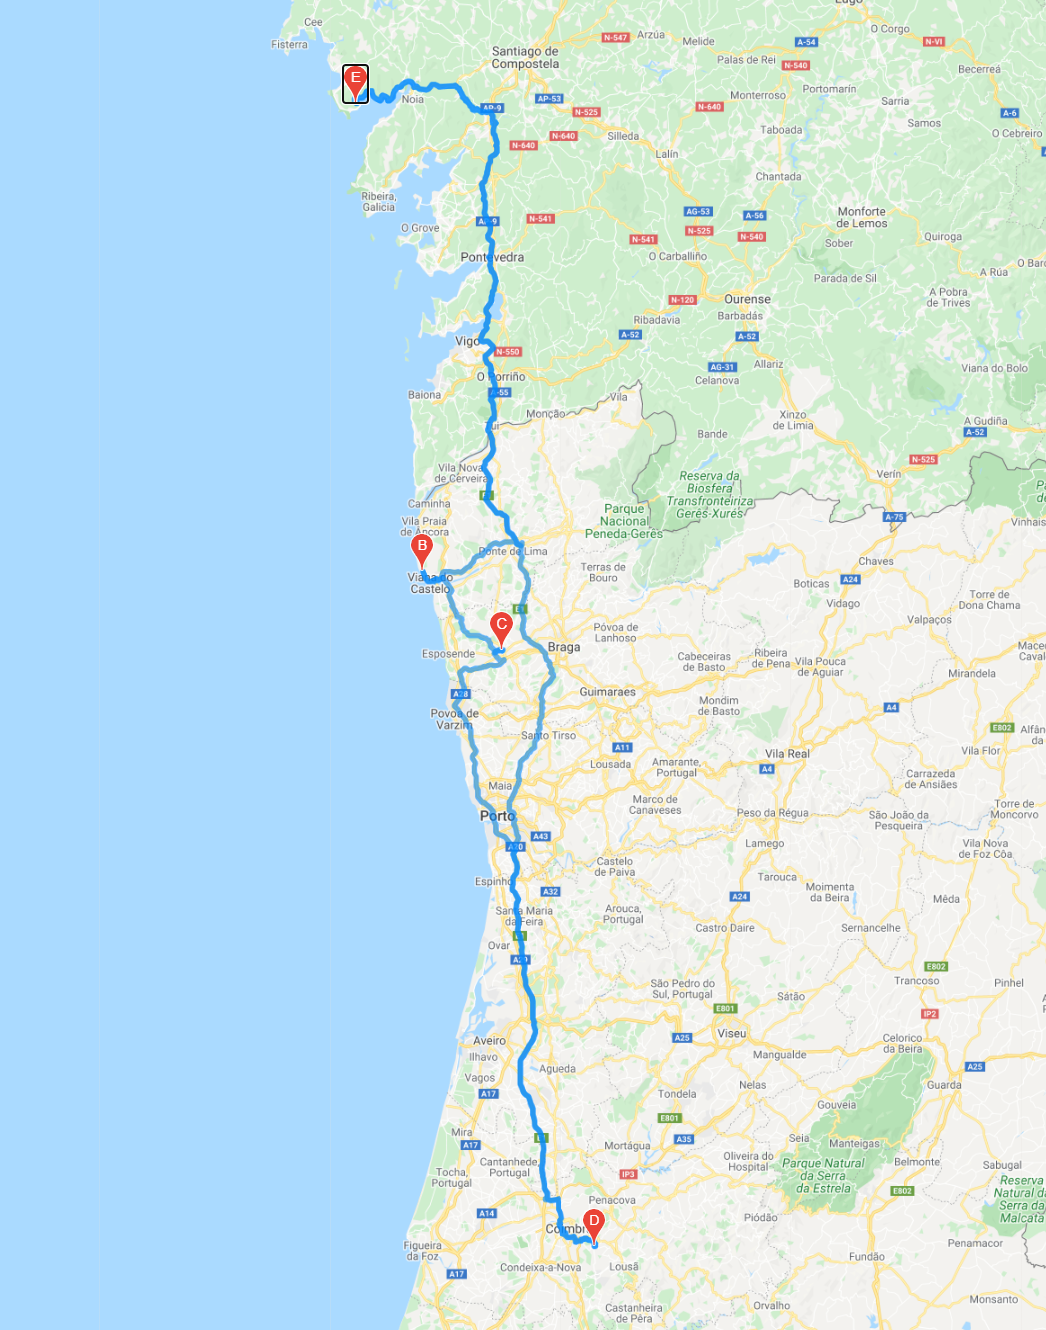 Cee
Lugo
Fisterra
Santiago de
Compostela
N-547
Arzúa
Melide
A-54
O Corgo
N-VI
Palas de Rei
N-540
Becerreá
E
Noia
AP-9
AP-53
Monterroso
Portomarín
Sarria
A-6
N-525
N-640
Samos
O Cebreiro
N-640
Silleda
Taboada
N-640
Lalín
Chantada
Ribeira,
Galicia
AG-53
A-56
Monforte
de Lemos
N-541
O Grove
N-525
N-540
N-541
Sober
Quiroga
Pontevedra
O Carballiño
Parada de Sil
A Rúa
O Bar
N-120
Ourense
A Pobra
de Trives
Ribadavia
Barbadás
A-52
A-52
Vigo
N-550
AG-31
Allariz
Viana do Bolo
O Porriño
Celanova
A-55
Baiona
Vila
Monção
Xinzo
de Limia
A Gudiña
A-52
Bande
N-525
Vila Nova
de Cerveira
Reserva da
Biosfera
Transfronteiriza
Gerês-Xurés
Verín
Caminha
Parque
Nacional
Peneda-Gerês
A-75
Vila Praia
de Âncora
Vinhais
B
Ponte de Lima
Chaves
Terras de
Bouro
Viana do
Castelo
Boticas
A24
Torre de
Dona Chama
Vidago
Valpaços
C
Póvoa de
Lanhoso
Braga
Esposende
Cabeceiras
de Basto
Ribeira
de Pena
Vila Pouca
de Aguiar
Macedo
Cavalei
Mirandela
Guimaraes
Mondim
de Basto
A4
Povoa de
Varzim
E802
Alfân
da
Santo Tirso
A11
Vila Real
Vila Flor
Lousada
Amarante,
Portugal
A4
Carrazeda
de Ansiães
Maia
Marco de
Canaveses
Peso da Régua
Torre de
Moncorvo
Porto
São João da
Pesqueira
A43
Lamego
Vila Nova
de Foz Côa
Castelo
de Paiva
Tarouca
Espinho
A32
A24
Moimenta
da Beira
Mêda
Arouca,
Portugal
Santa Maria
da Feira
Castro Daire
Sernancelhe
Ovar
A29
E802
São Pedro do
Sul, Portugal
Trancoso
Pinhel
Sátão
E801
IP2
Aveiro
Viseu
A25
Celorico
da Beira
Ílhavo
Mangualde
Agueda
A25
Vagos
Nelas
Guarda
A17
Tondela
Gouveia
E801
Mira
A17
A35
Seia
Manteigas
Mortágua
Cantanhede,
Portugal
Oliveira do
Hospital
Parque Natural
da Serra
da Estrela
Belmonte
Sabugal
Tocha,
Portugal
IP3
E802
Reserva
Natural da
Serra da
Malcata
Penacova
A14
D
Piódão
Coimbra
Figueira
da Foz
Penamacor
Fundão
Condeixa-a-Nova
Lousã
A17
Monsanto
Castanheira
de Pêra
Orvalho